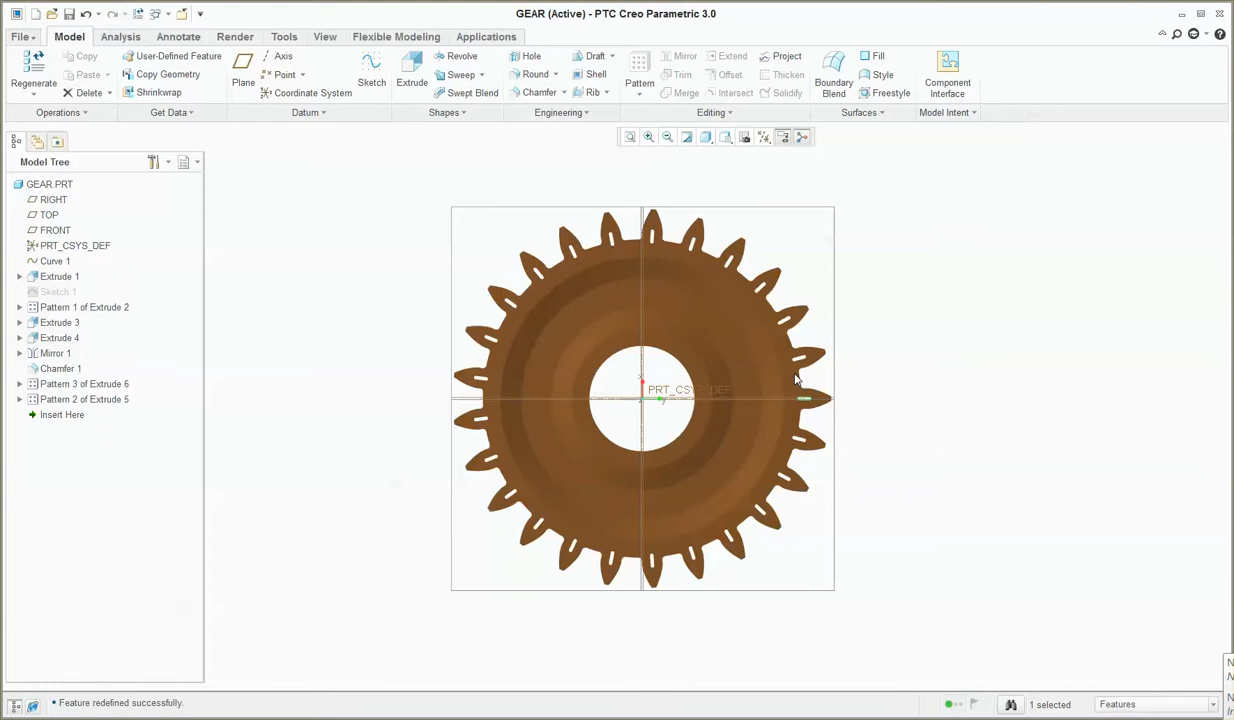 GEAR (Active) - PTC Creo Parametric 3.0
File Model Analysis Annotate Render Tools View Flexible Modeling Applications
Copy User-Defined Feature Axis Revolve Hole Draft Mirror Extend Project Fill
Paste Copy Geometry Point Sweep Round Shell Trim Offset Thicken Style
Regenerate Delete Shrinkwrap Plane Coordinate System Sketch Extrude Swept Blend Chamfer Rib Pattern Merge Intersect Solidify Boundary Blend Freestyle Component Interface
Operations Get Data Datum Shapes Engineering Editing Surfaces Model Intent
Model Tree
GEAR.PRT
RIGHT
TOP
FRONT
PRT_CSYS_DEF
Curve 1
Extrude 1
Sketch 1
Pattern 1 of Extrude 2
Extrude 3
Extrude 4
Mirror 1
Chamfer 1
Pattern 3 of Extrude 6
Pattern 2 of Extrude 5
Insert Here
PRT_CSYS_DEF
Feature redefined successfully.
1 selected
Features